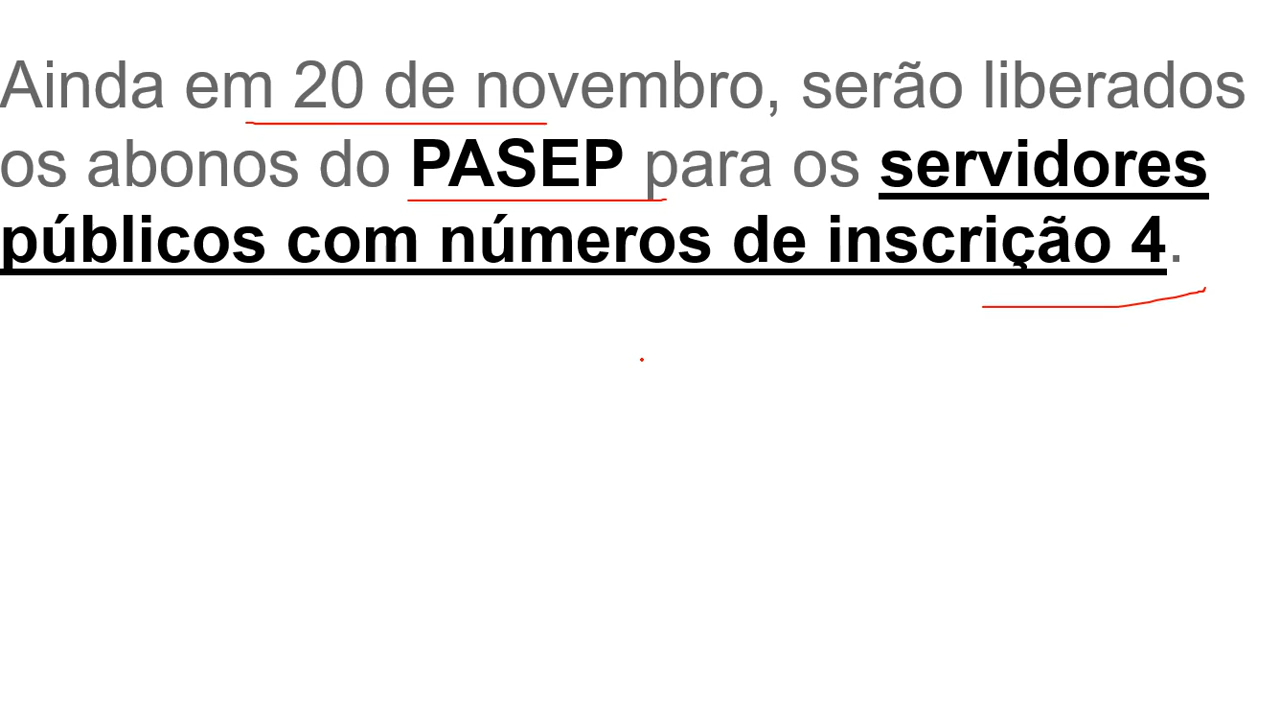 Ainda em 20 de novembro, serão liberados
os abonos do PASEP para os servidores
públicos com números de inscrição 4.